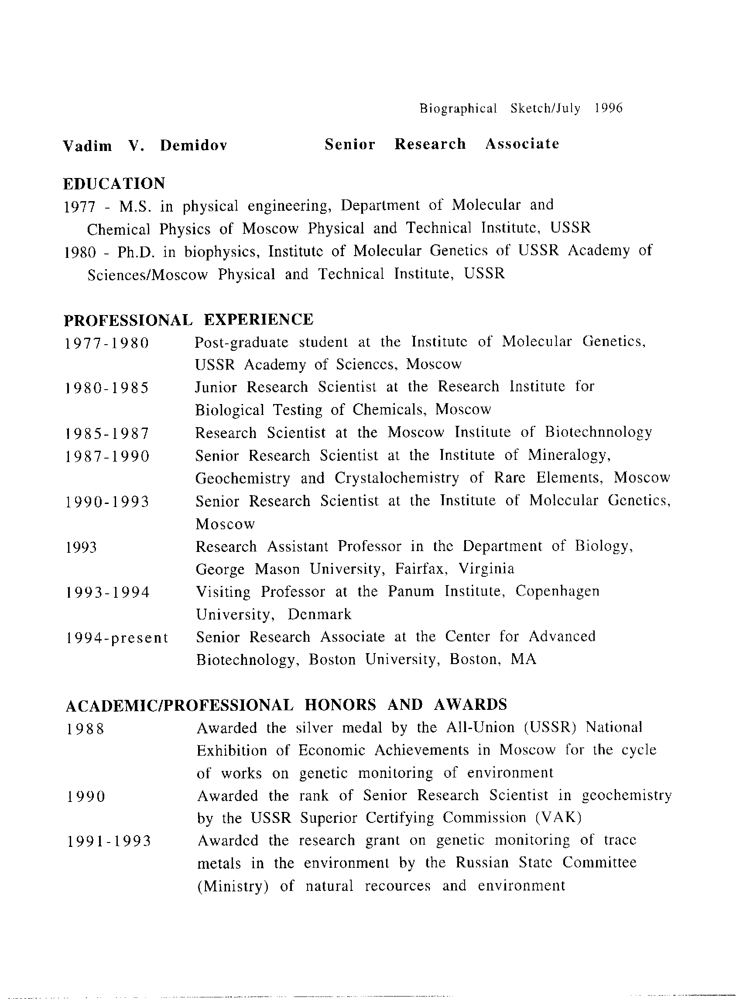 Biographical Sketch/July 1996
Vadim V. Demidov Senior Research Associate
EDUCATION
1977 - M.S. in physical engineering, Department of Molecular and
Chemical Physics of Moscow Physical and Technical Institute, USSR
1980 - Ph.D. in biophysics, Institute of Molecular Genetics of USSR Academy of
Sciences/Moscow Physical and Technical Institute, USSR
PROFESSIONAL EXPERIENCE
1977-1980 Post-graduate student at the Institute of Molecular Genetics,
USSR Academy of Sciences, Moscow
1980-1985 Junior Research Scientist at the Research Institute for
Biological Testing of Chemicals, Moscow
1985-1987 Research Scientist at the Moscow Institute of Biotechnnology
1987-1990 Senior Research Scientist at the Institute of Mineralogy,
Geochemistry and Crystalochemistry of Rare Elements, Moscow
1990-1993 Senior Research Scientist at the Institute of Molecular Genetics,
Moscow
1993 Research Assistant Professor in the Department of Biology,
George Mason University, Fairfax, Virginia
1993-1994 Visiting Professor at the Panum Institute, Copenhagen
University, Denmark
1994-present Senior Research Associate at the Center for Advanced
Biotechnology, Boston University, Boston, MA
ACADEMIC/PROFESSIONAL HONORS AND AWARDS
1988 Awarded the silver medal by the All-Union (USSR) National
Exhibition of Economic Achievements in Moscow for the cycle
of works on genetic monitoring of environment
1990 Awarded the rank of Senior Research Scientist in geochemistry
by the USSR Superior Certifying Commission (VAK)
1991-1993 Awarded the research grant on genetic monitoring of trace
metals in the environment by the Russian State Committee
(Ministry) of natural recources and environment